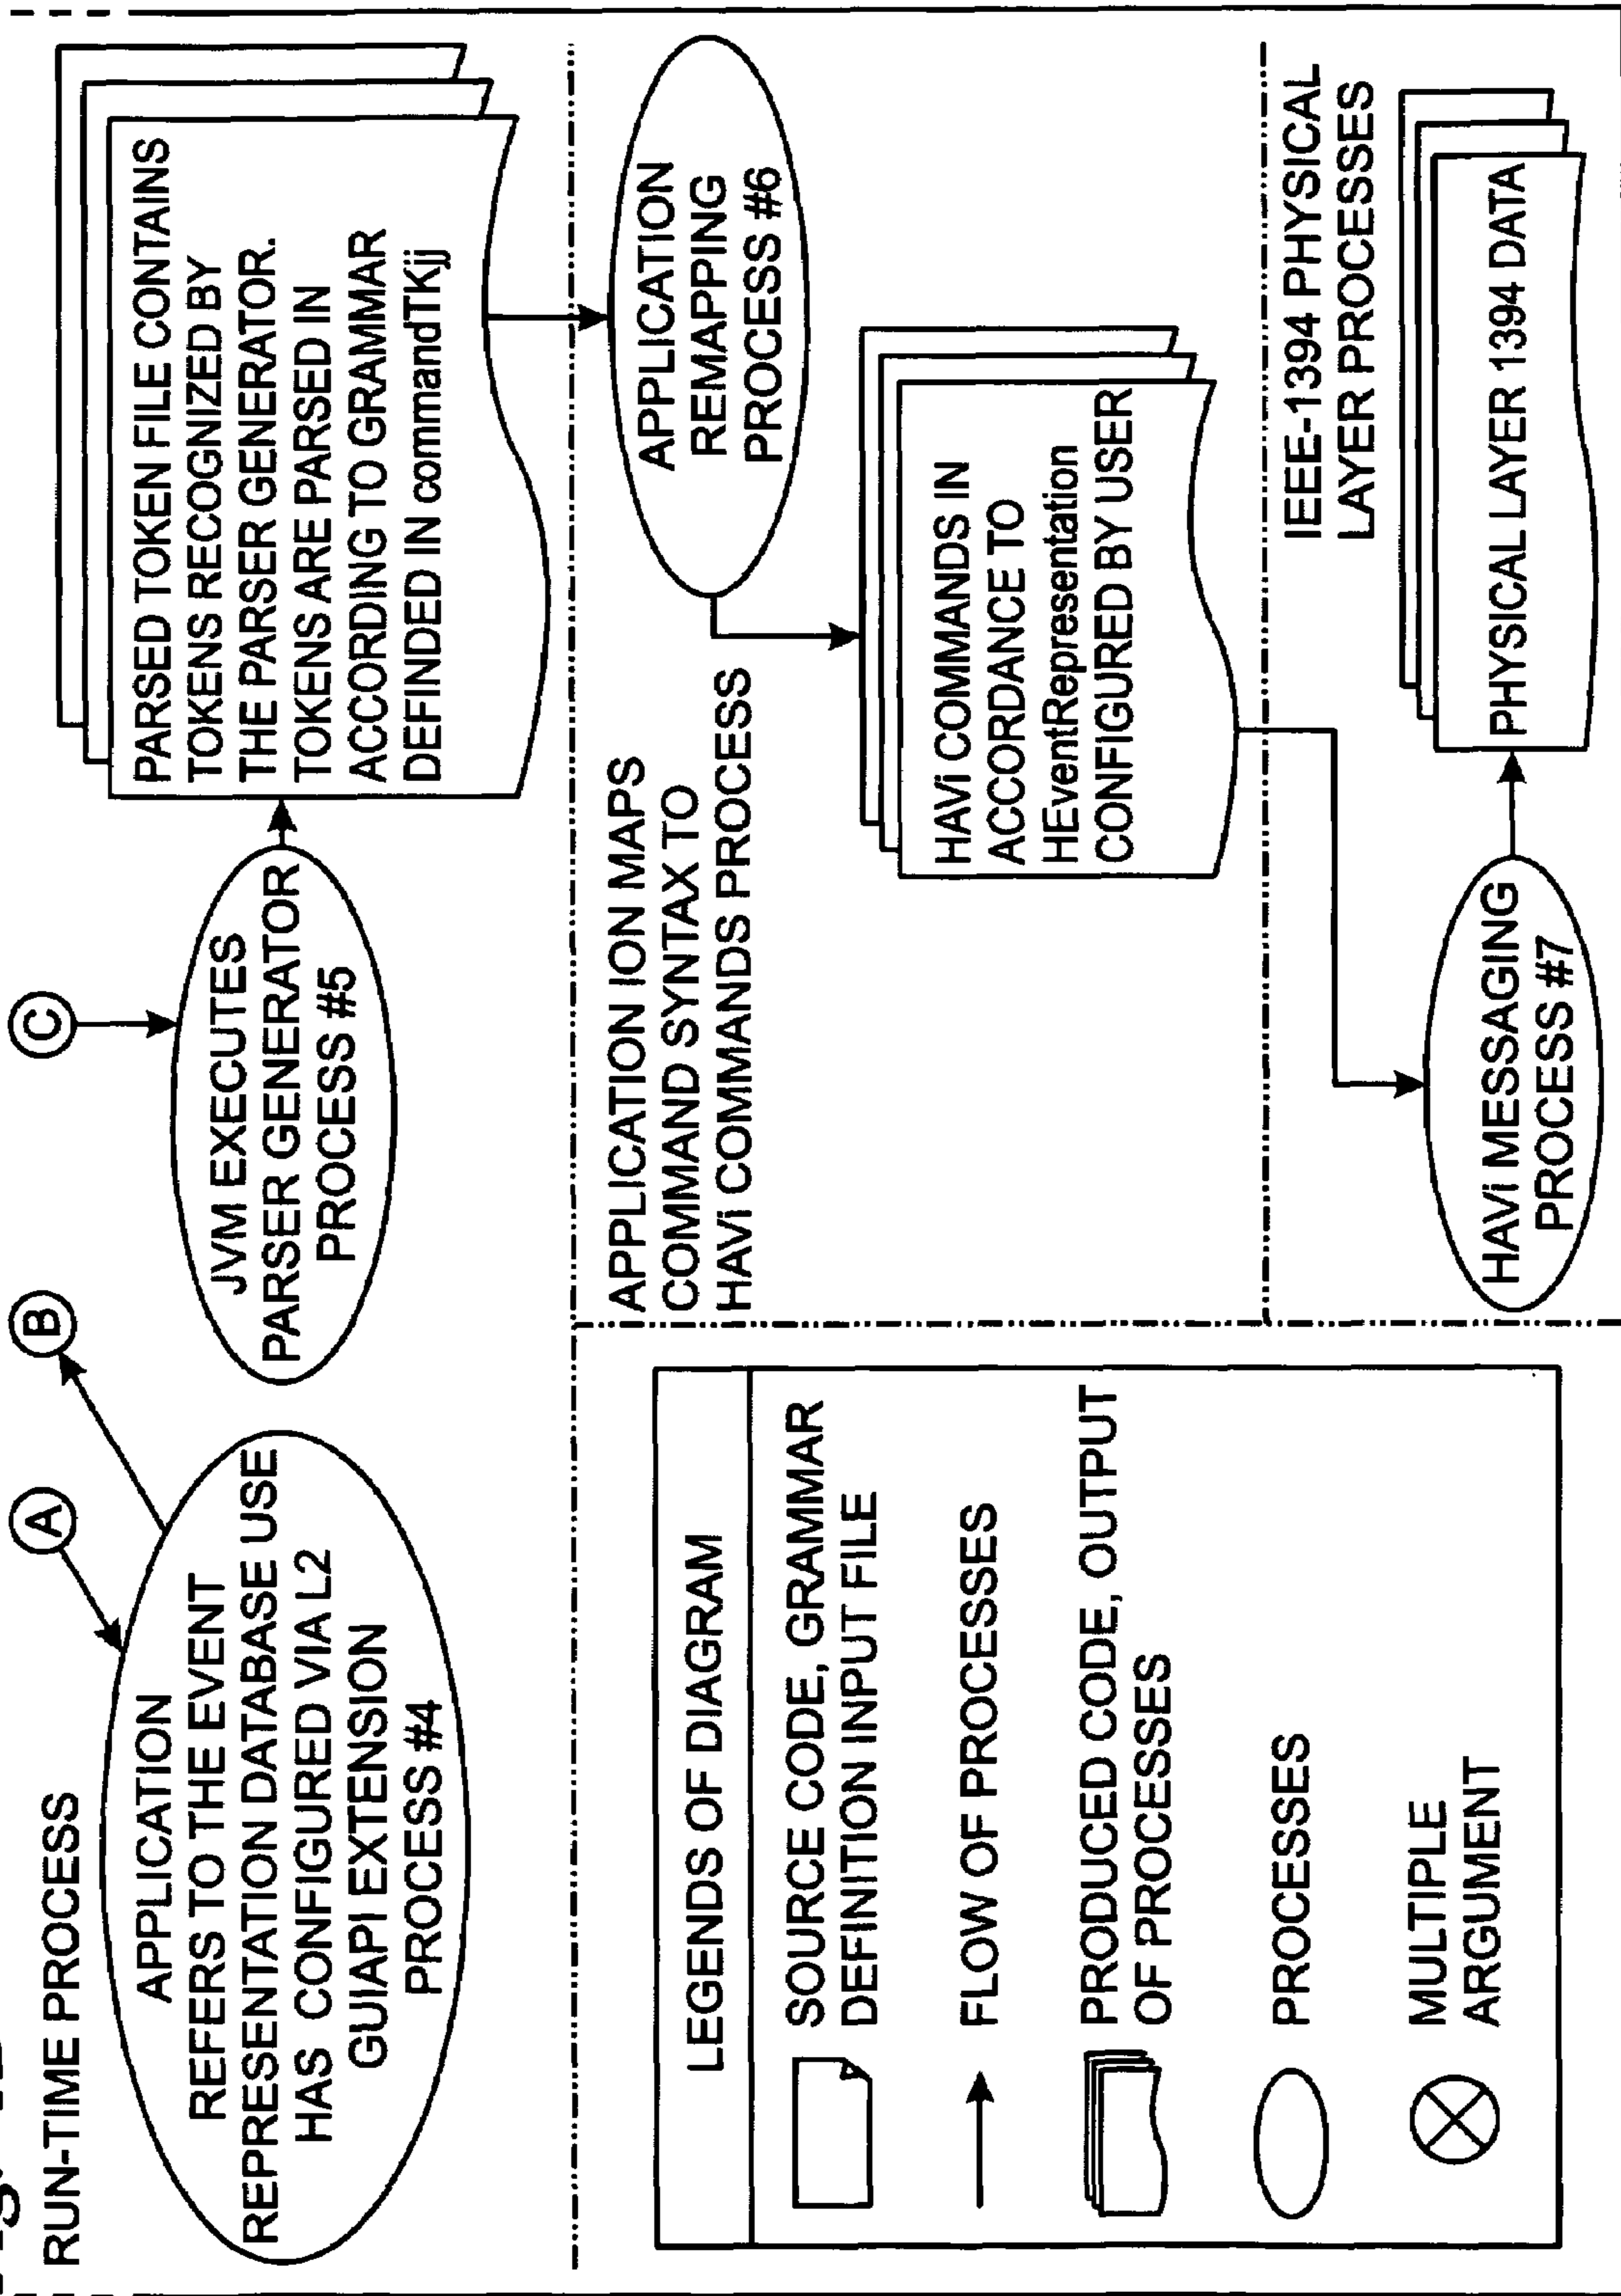 RUN-TIME PROCESS
A
B
C
APPLICATION
REFERS TO THE EVENT
REPRESENTATION DATABASE USE
HAS CONFIGURED VIA L2
GUIAPI EXTENSION
PROCESS #4
JVM EXECUTES
PARSER GENERATOR
PROCESS #5
PARSED TOKEN FILE CONTAINS
TOKENS RECOGNIZED BY
THE PARSER GENERATOR.
TOKENS ARE PARSED IN
ACCORDING TO GRAMMAR
DEFINDED IN commandTKjj
APPLICATION ION MAPS
COMMAND SYNTAX TO
HAVi COMMANDS PROCESS
APPLICATION
REMAPPING
PROCESS #6
HAVi COMMANDS IN
ACCORDANCE TO
HEventRepresentation
CONFIGURED BY USER
IEEE-1394 PHYSICAL
LAYER PROCESSES
HAVi MESSAGING
PROCESS #7
PHYSICAL LAYER 1394 DATA
LEGENDS OF DIAGRAM
SOURCE CODE, GRAMMAR
DEFINITION INPUT FILE
FLOW OF PROCESSES
PRODUCED CODE, OUTPUT
OF PROCESSES
PROCESSES
MULTIPLE
ARGUMENT